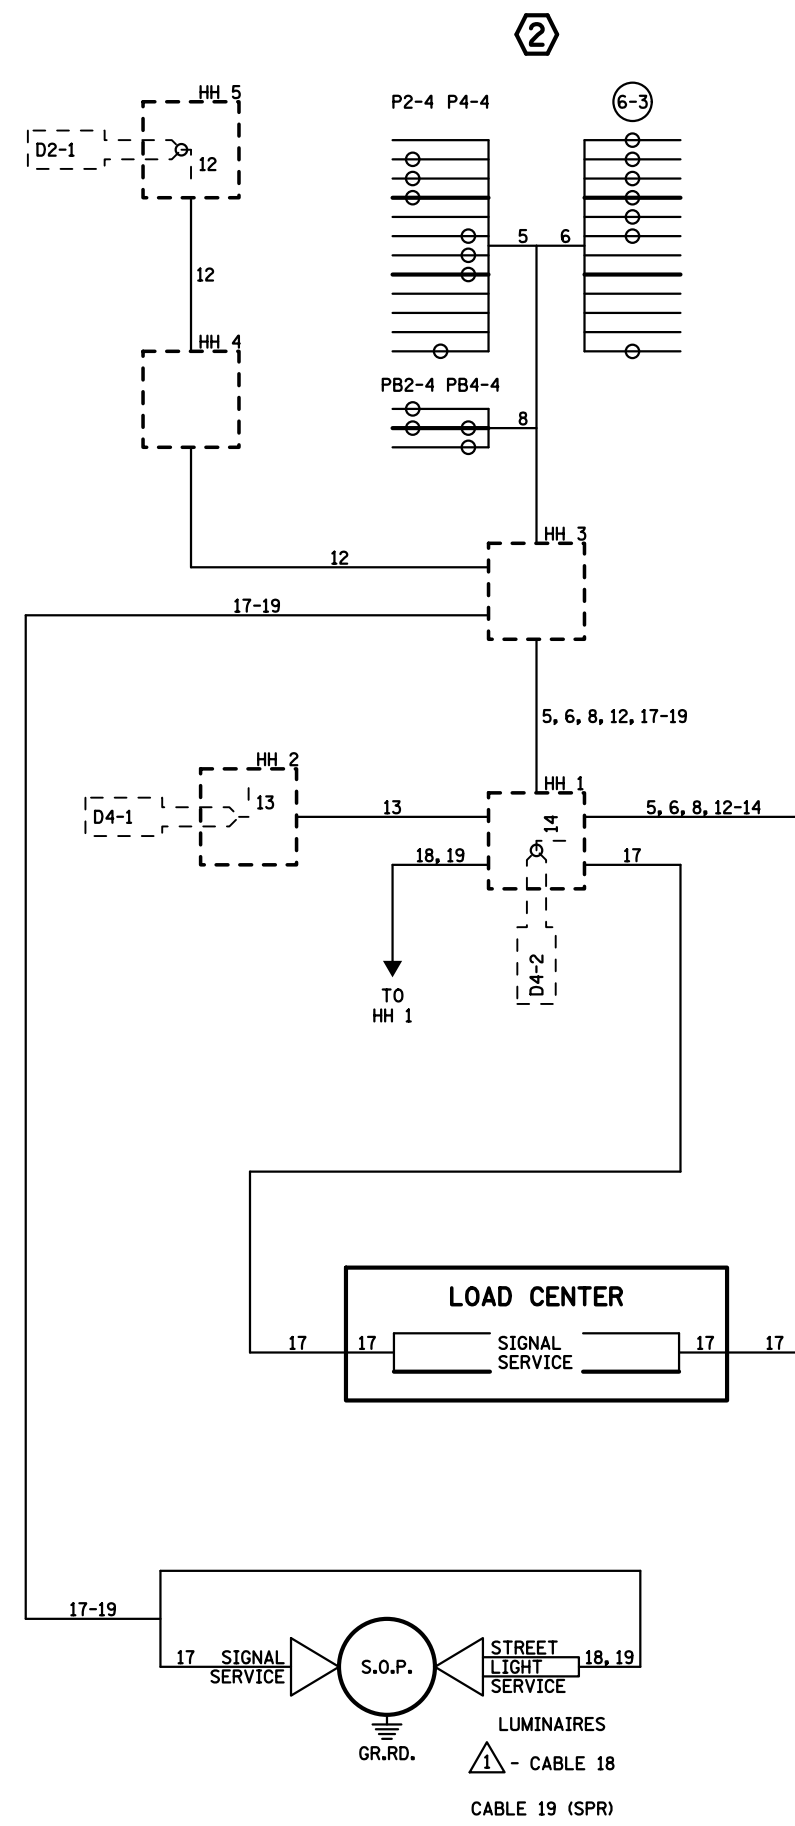 2
HH 5
P2-4 P4-4
6-3
D2-1
12
5
6
12
HH 4
PB2-4 PB4-4
8
HH 3
12
17-19
5, 6, 8, 12, 17-19
HH 2
HH 1
D4-1
13
13
14
5, 6, 8, 12-14
18, 19
17
D4-2
TO
HH 1
LOAD CENTER
17
17
SIGNAL
SERVICE
17
17
17-19
17
SIGNAL
SERVICE
S.O.P.
STREET
LIGHT
SERVICE
18, 19
GR.RD.
LUMINAIRES
1 - CABLE 18
CABLE 19 (SPR)